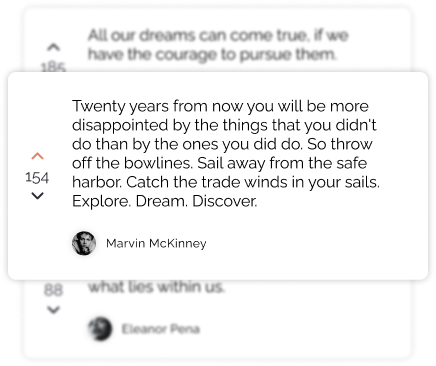 All our dreams can come true, if we
have the courage to pursue them.
185
Twenty years from now you will be more
disappointed by the things that you didn't
do than by the ones you did do. So throw
off the bowlines. Sail away from the safe
harbor. Catch the trade winds in your sails.
Explore. Dream. Discover.
154
Marvin McKinney
88
what lies within us.
Eleanor Pena